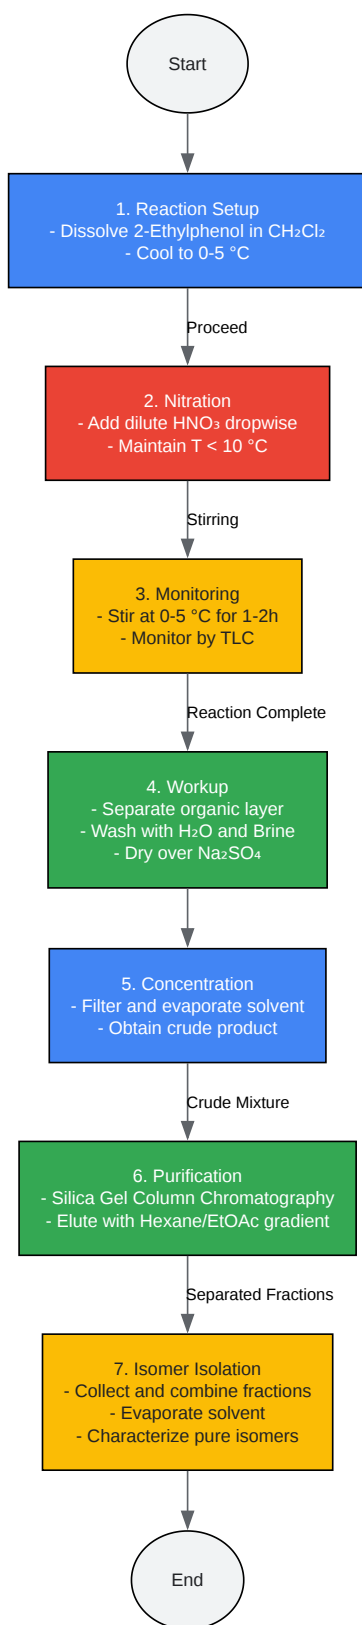 Start
1. Reaction Setup
- Dissolve 2-Ethylphenol in CH₂Cl₂
- Cool to 0-5 °C
Proceed
2. Nitration
- Add dilute HNO₃ dropwise
- Maintain T < 10 °C
Stirring
3. Monitoring
- Stir at 0-5 °C for 1-2h
- Monitor by TLC
Reaction Complete
4. Workup
- Separate organic layer
- Wash with H₂O and Brine
- Dry over Na₂SO₄
5. Concentration
- Filter and evaporate solvent
- Obtain crude product
Crude Mixture
6. Purification
- Silica Gel Column Chromatography
- Elute with Hexane/EtOAc gradient
Separated Fractions
7. Isomer Isolation
- Collect and combine fractions
- Evaporate solvent
- Characterize pure isomers
End